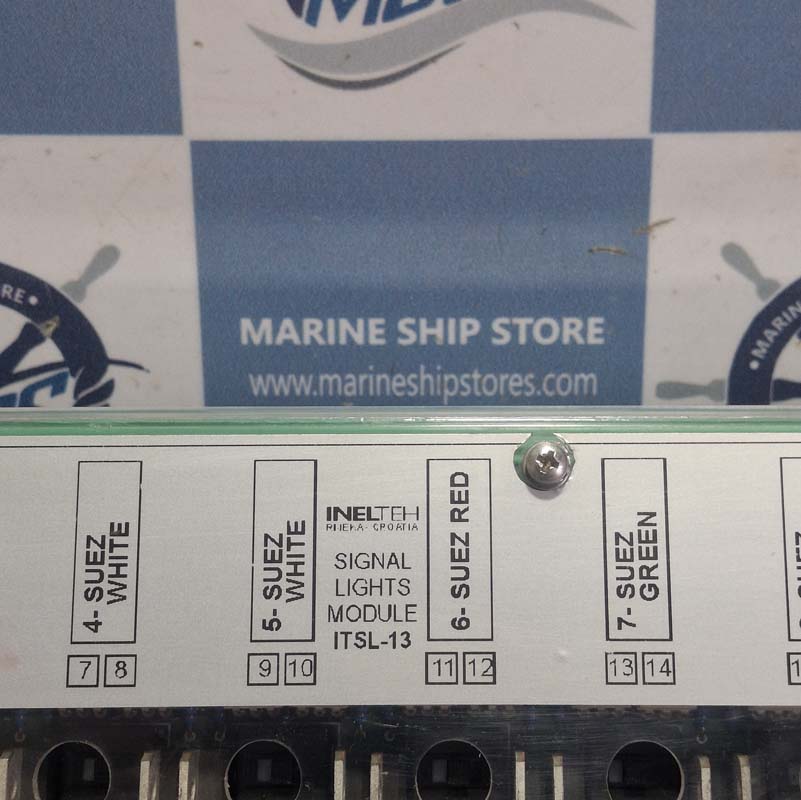 MARINE SHIP STORE
www.marineshipstores.com
4- SUEZ
WHITE
7 8
5- SUEZ
WHITE
9 10
INELTEH
RIJEKA - CROATIA
SIGNAL
LIGHTS
MODULE
ITSL-13
6- SUEZ RED
11 12
7- SUEZ
GREEN
13 14